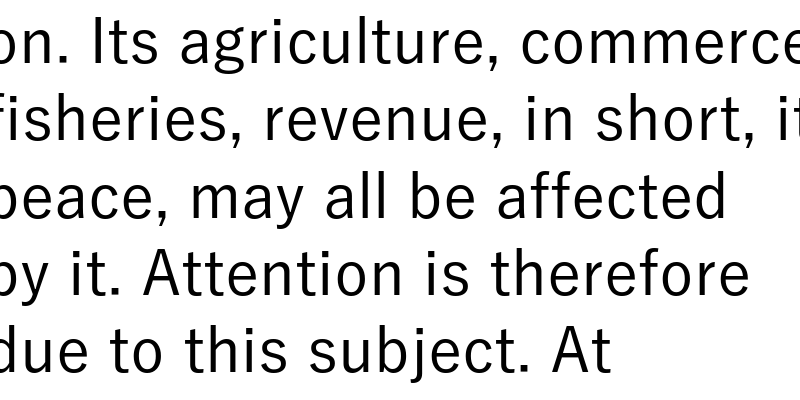 on. Its agriculture, commerce
fisheries, revenue, in short, it
peace, may all be affected
by it. Attention is therefore
due to this subject. At